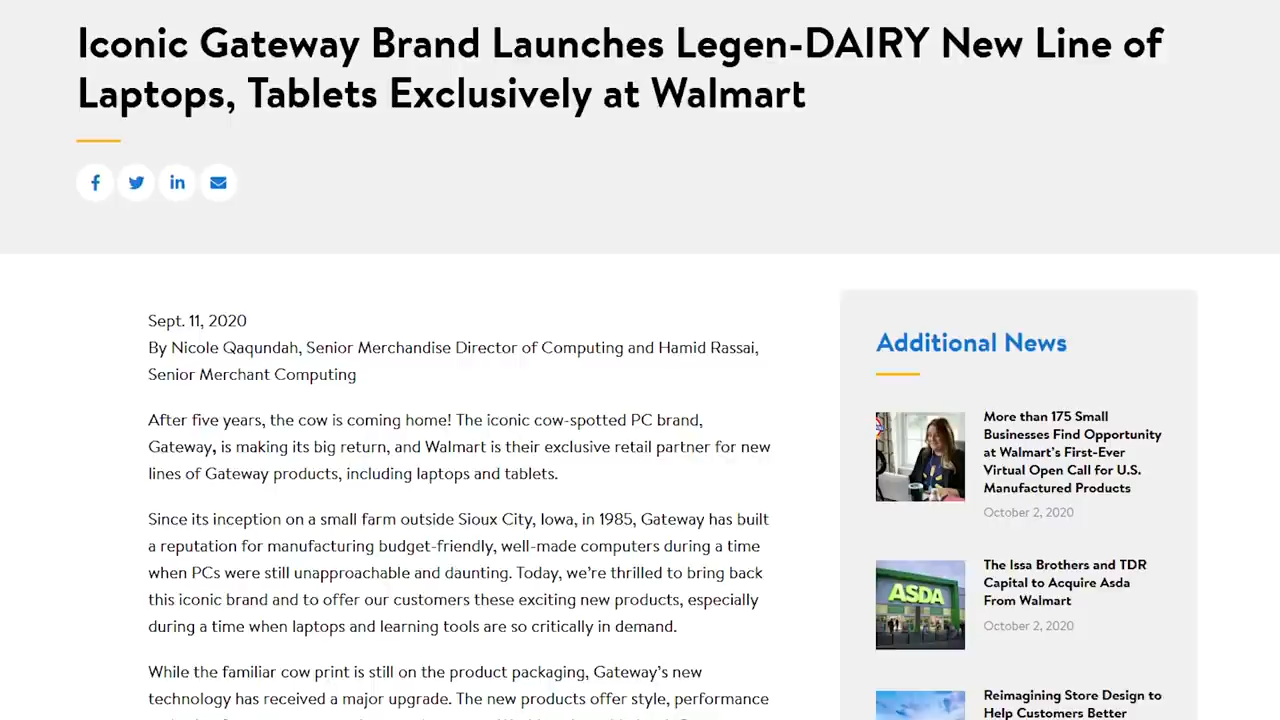 Iconic Gateway Brand Launches Legen-DAIRY New Line of
Laptops, Tablets Exclusively at Walmart
Sept. 11, 2020
By Nicole Qaqundah, Senior Merchandise Director of Computing and Hamid Rassai,
Senior Merchant Computing
After five years, the cow is coming home! The iconic cow-spotted PC brand,
Gateway, is making its big return, and Walmart is their exclusive retail partner for new
lines of Gateway products, including laptops and tablets.
Since its inception on a small farm outside Sioux City, Iowa, in 1985, Gateway has built
a reputation for manufacturing budget-friendly, well-made computers during a time
when PCs were still unapproachable and daunting. Today, we're thrilled to bring back
this iconic brand and to offer our customers these exciting new products, especially
during a time when laptops and learning tools are so critically in demand.
While the familiar cow print is still on the product packaging, Gateway's new
technology has received a major upgrade. The new products offer style, performance
Additional News
More than 175 Small
Businesses Find Opportunity
at Walmart's First-Ever
Virtual Open Call for U.S.
Manufactured Products
October 2, 2020
ASDA
The Issa Brothers and TDR
Capital to Acquire Asda
From Walmart
October 2, 2020
Reimagining Store Design to
Help Customers Better